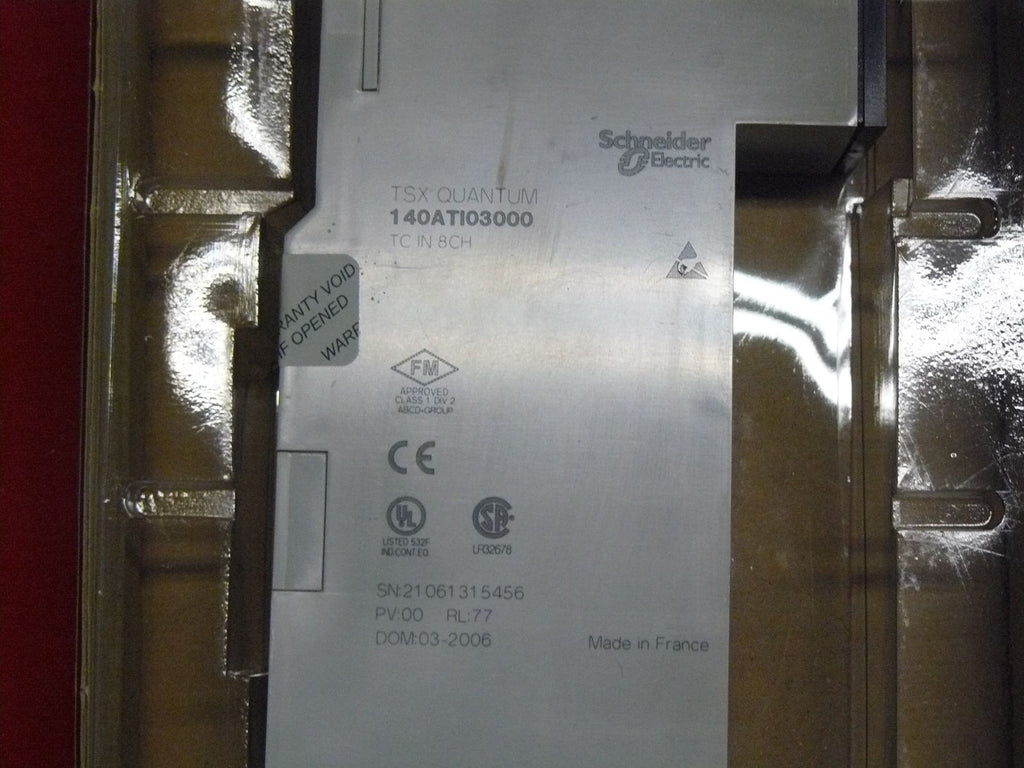 Schneider
Electric
TSX QUANTUM
140ATI03000
TC IN 8CH
RANTY VOID
IF OPENED
WARR
FM
APPROVED
CLASS 1 DIV 2
ABCD-GROUP
CE
UL
LISTED 532F
IND.CONT.EQ.
SA
LR32678
SN:21061315456
PV:00 RL:77
DOM:03-2006
Made in France